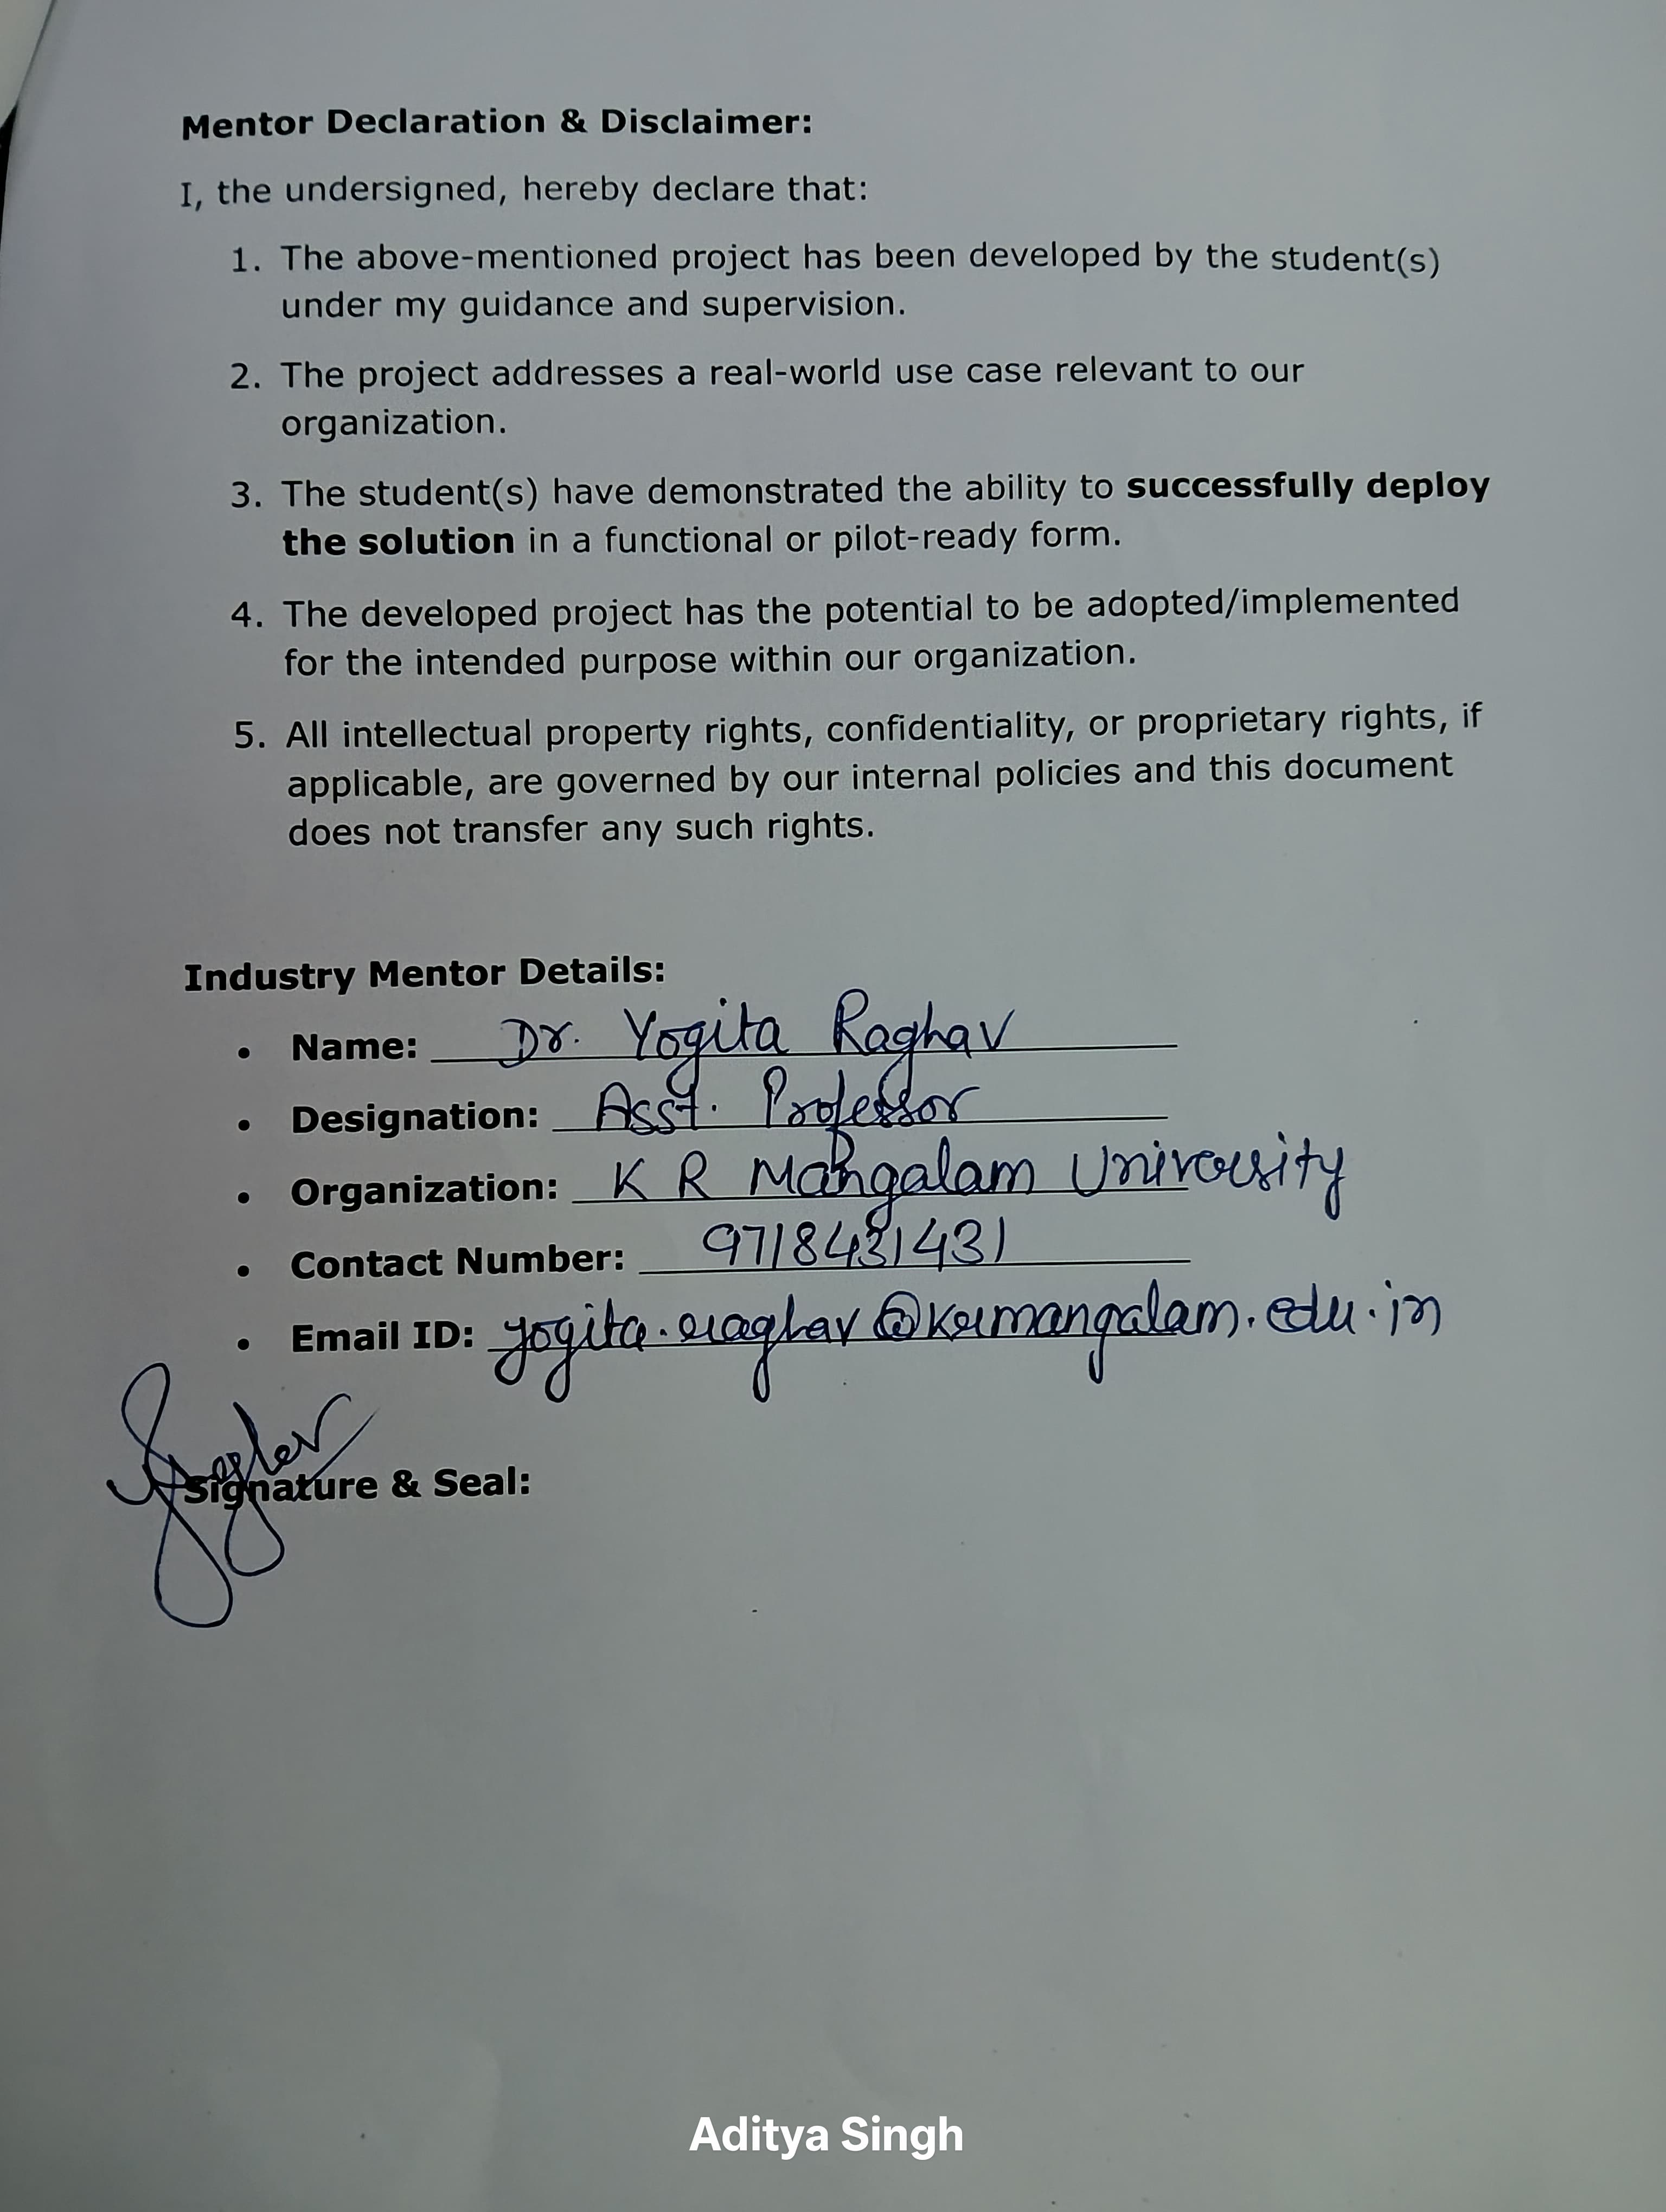 Mentor Declaration & Disclaimer:
I, the undersigned, hereby declare that:
1. The above-mentioned project has been developed by the student(s)
under my guidance and supervision.
2. The project addresses a real-world use case relevant to our
organization.
3. The student(s) have demonstrated the ability to successfully deploy
the solution in a functional or pilot-ready form.
4. The developed project has the potential to be adopted/implemented
for the intended purpose within our organization.
5. All intellectual property rights, confidentiality, or proprietary rights, if
applicable, are governed by our internal policies and this document
does not transfer any such rights.
Industry Mentor Details:
• Name: Dr. Yogita Raghav
• Designation: Asst. Professor
• Organization: K R Mangalam University
• Contact Number: 9718431431
• Email ID: yogita.raghav@krmangalam.edu.in
Signature & Seal:
Aditya Singh